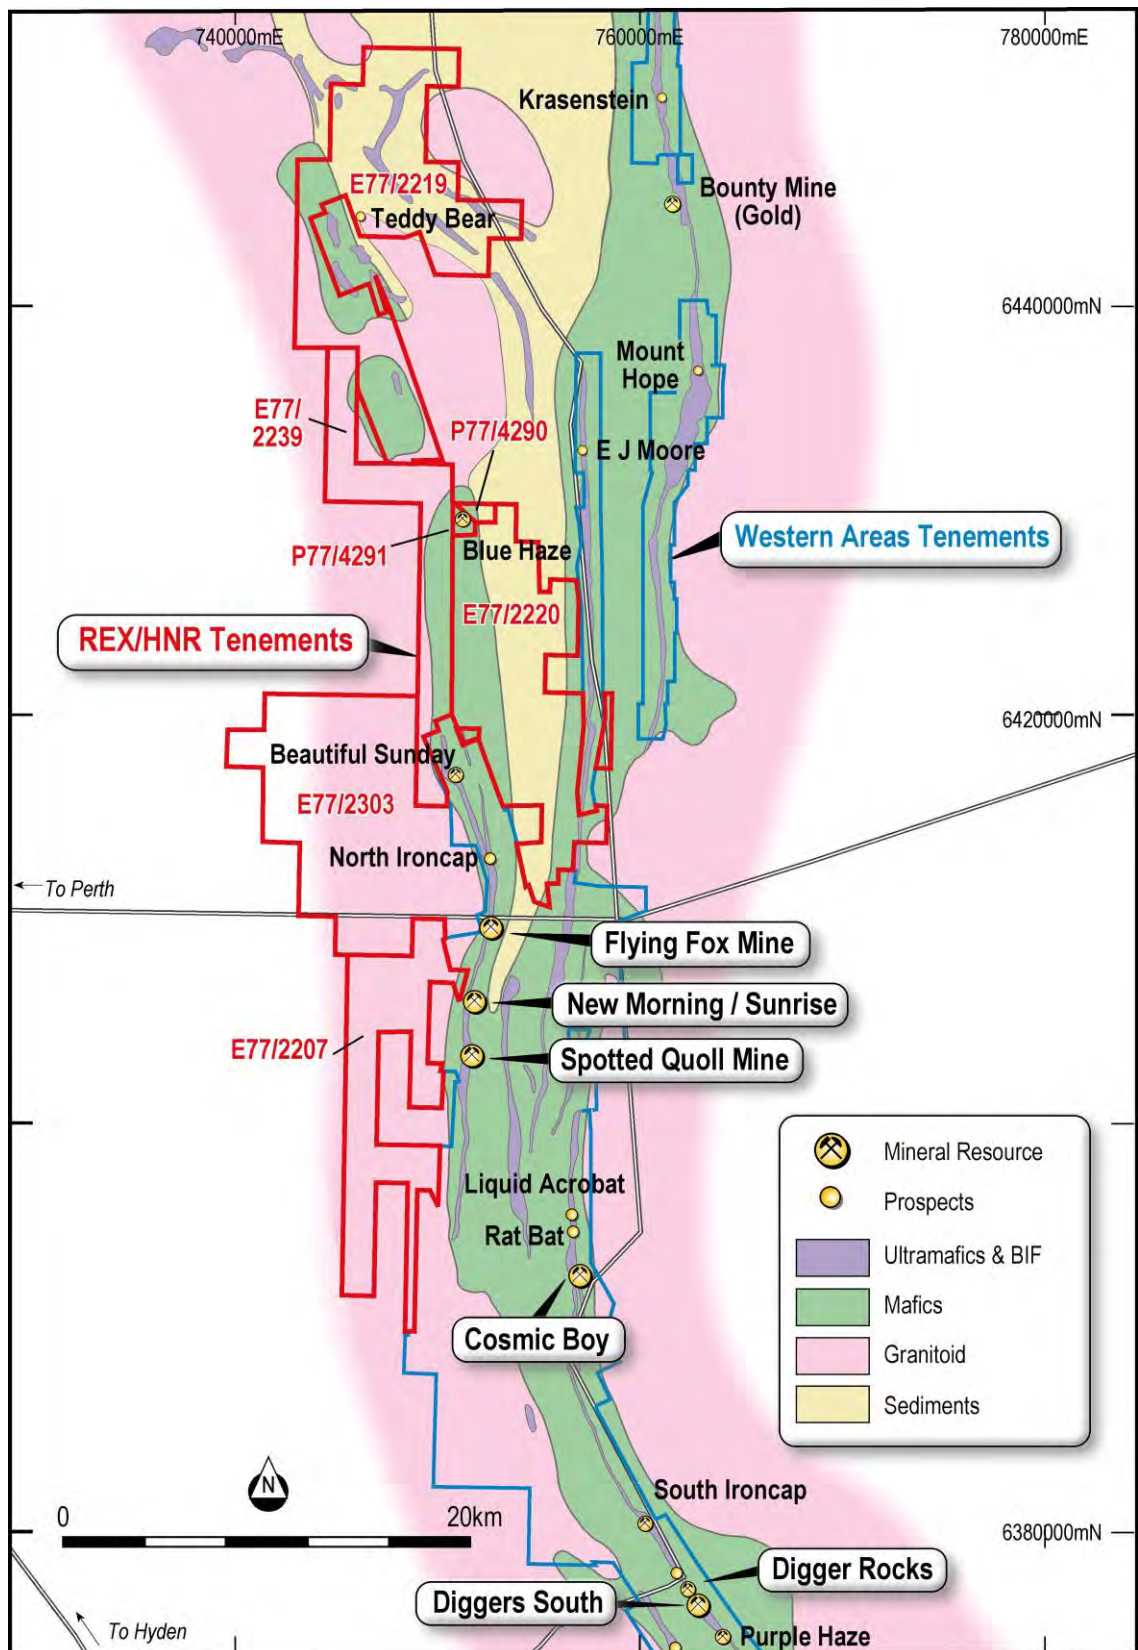 740000mE
760000mE
780000mE
Krasenstein
Bounty Mine
(Gold)
E77/2219
Teddy Bear
6440000mN
Mount
Hope
E77/
2239
P77/4290
E J Moore
P77/4291
Blue Haze
Western Areas Tenements
E77/2220
REX/HNR Tenements
6420000mN
Beautiful Sunday
E77/2303
North Ironcap
To Perth
Flying Fox Mine
New Morning / Sunrise
E77/2207
Spotted Quoll Mine
Liquid Acrobat
Rat Bat
Cosmic Boy
Mineral Resource
Prospects
Ultramafics & BIF
Mafics
Granitoid
Sediments
N
0
20km
South Ironcap
6380000mN
Digger Rocks
Diggers South
To Hyden
Purple Haze